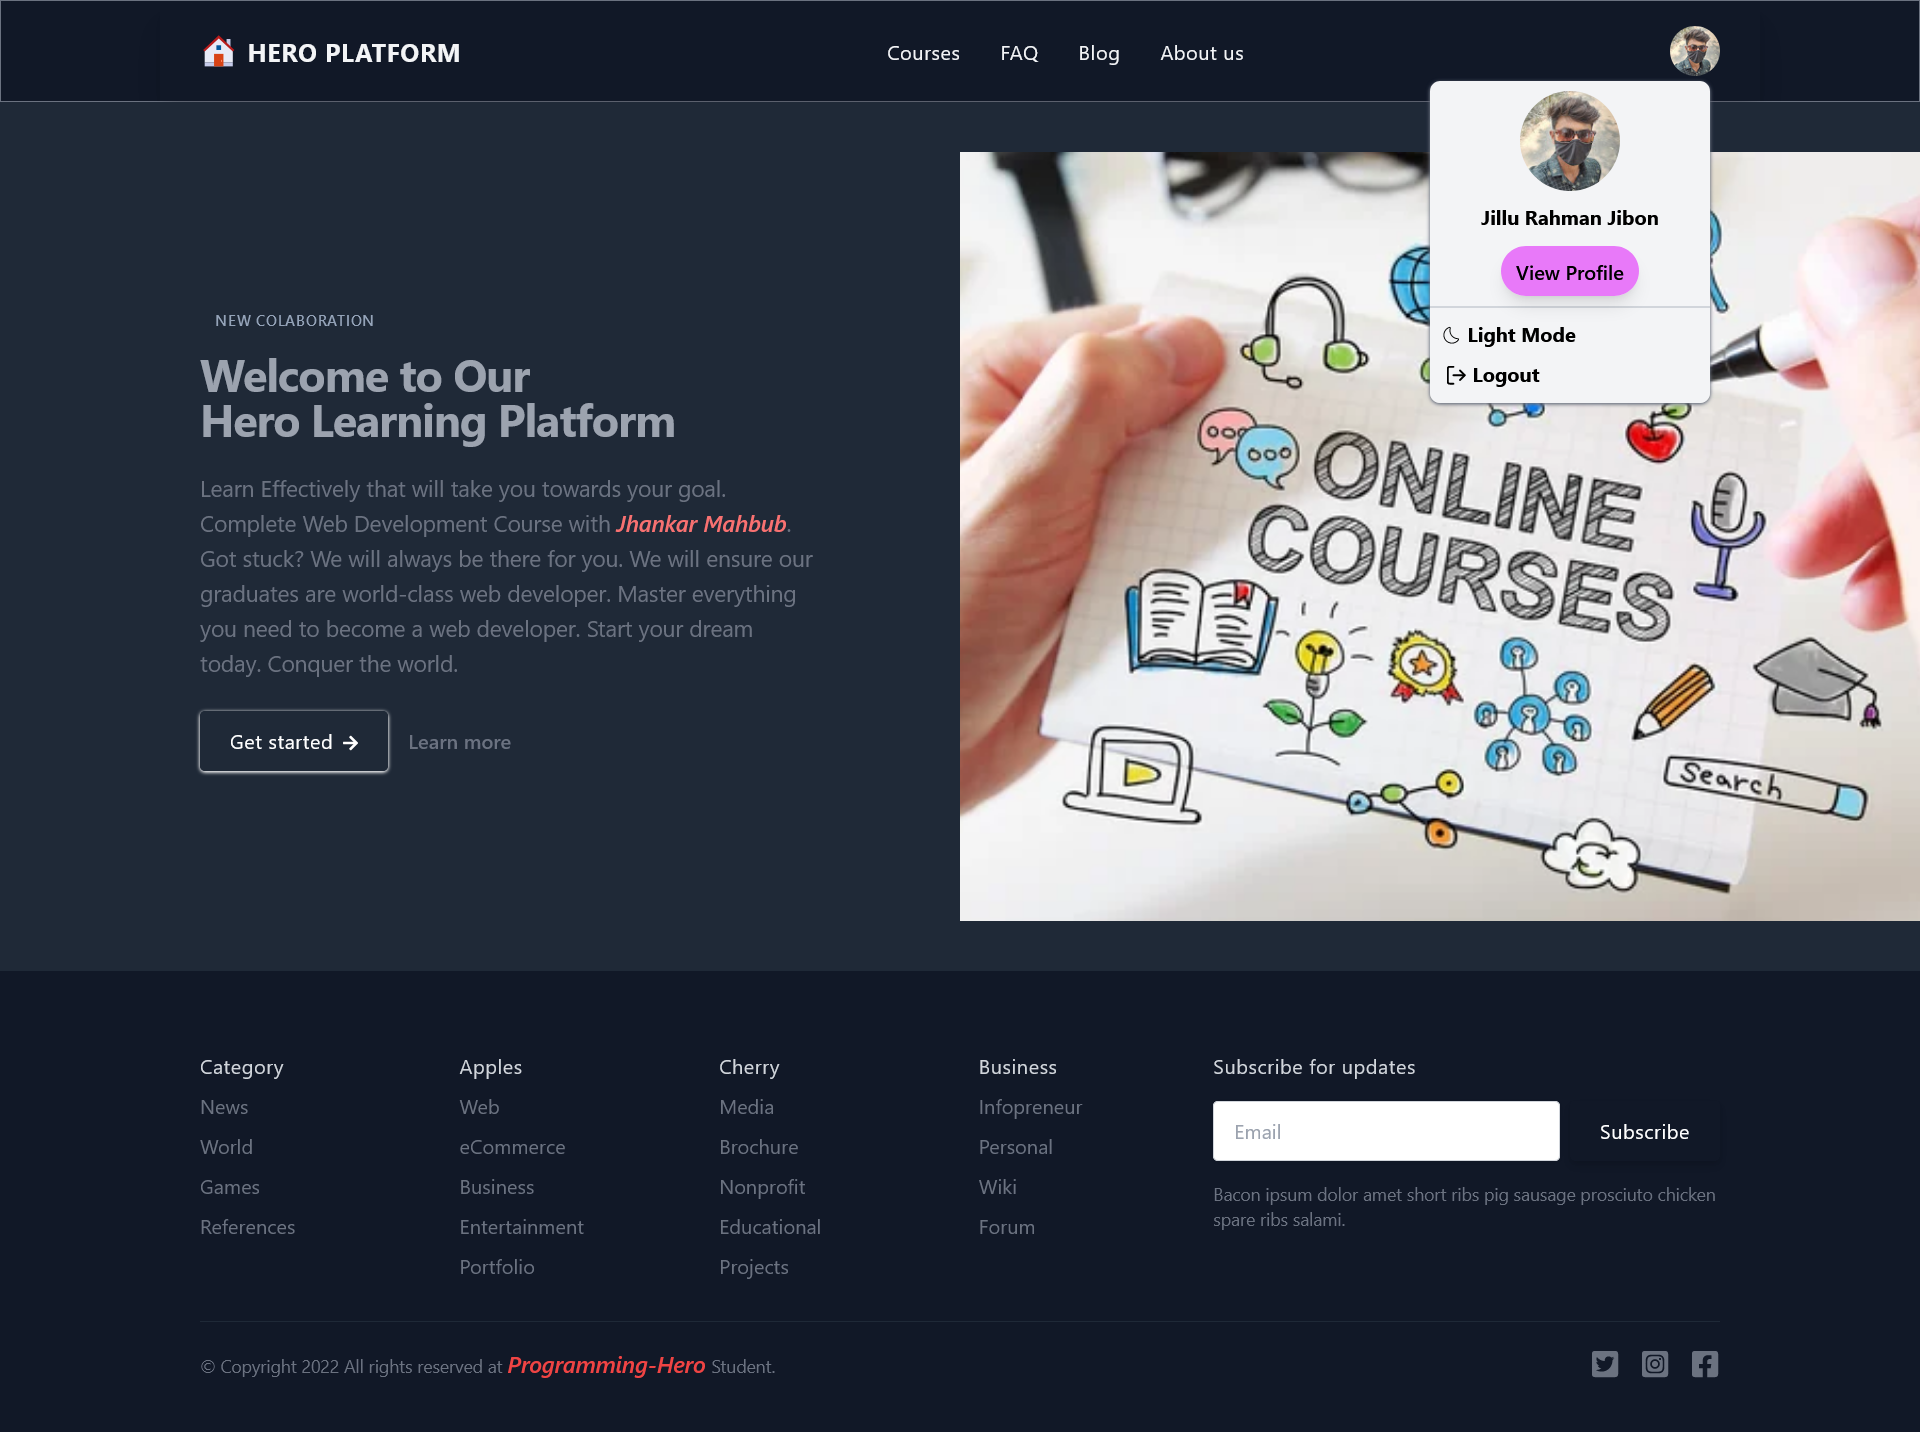 HERO PLATFORM
Courses
FAQ
Blog
About us
Jillu Rahman Jibon
View Profile
Light Mode
Logout
NEW COLABORATION
Welcome to Our
Hero Learning Platform
Learn Effectively that will take you towards your goal.
Complete Web Development Course with Jhankar Mahbub.
Got stuck? We will always be there for you. We will ensure our
graduates are world-class web developer. Master everything
you need to become a web developer. Start your dream
today. Conquer the world.
Get started
Learn more
ONLINE
COURSES
Search
Category
News
World
Games
References
Apples
Web
eCommerce
Business
Entertainment
Portfolio
Cherry
Media
Brochure
Nonprofit
Educational
Projects
Business
Infopreneur
Personal
Wiki
Forum
Subscribe for updates
Email
Subscribe
Bacon ipsum dolor amet short ribs pig sausage prosciuto chicken
spare ribs salami.
© Copyright 2022 All rights reserved at Programming-Hero Student.